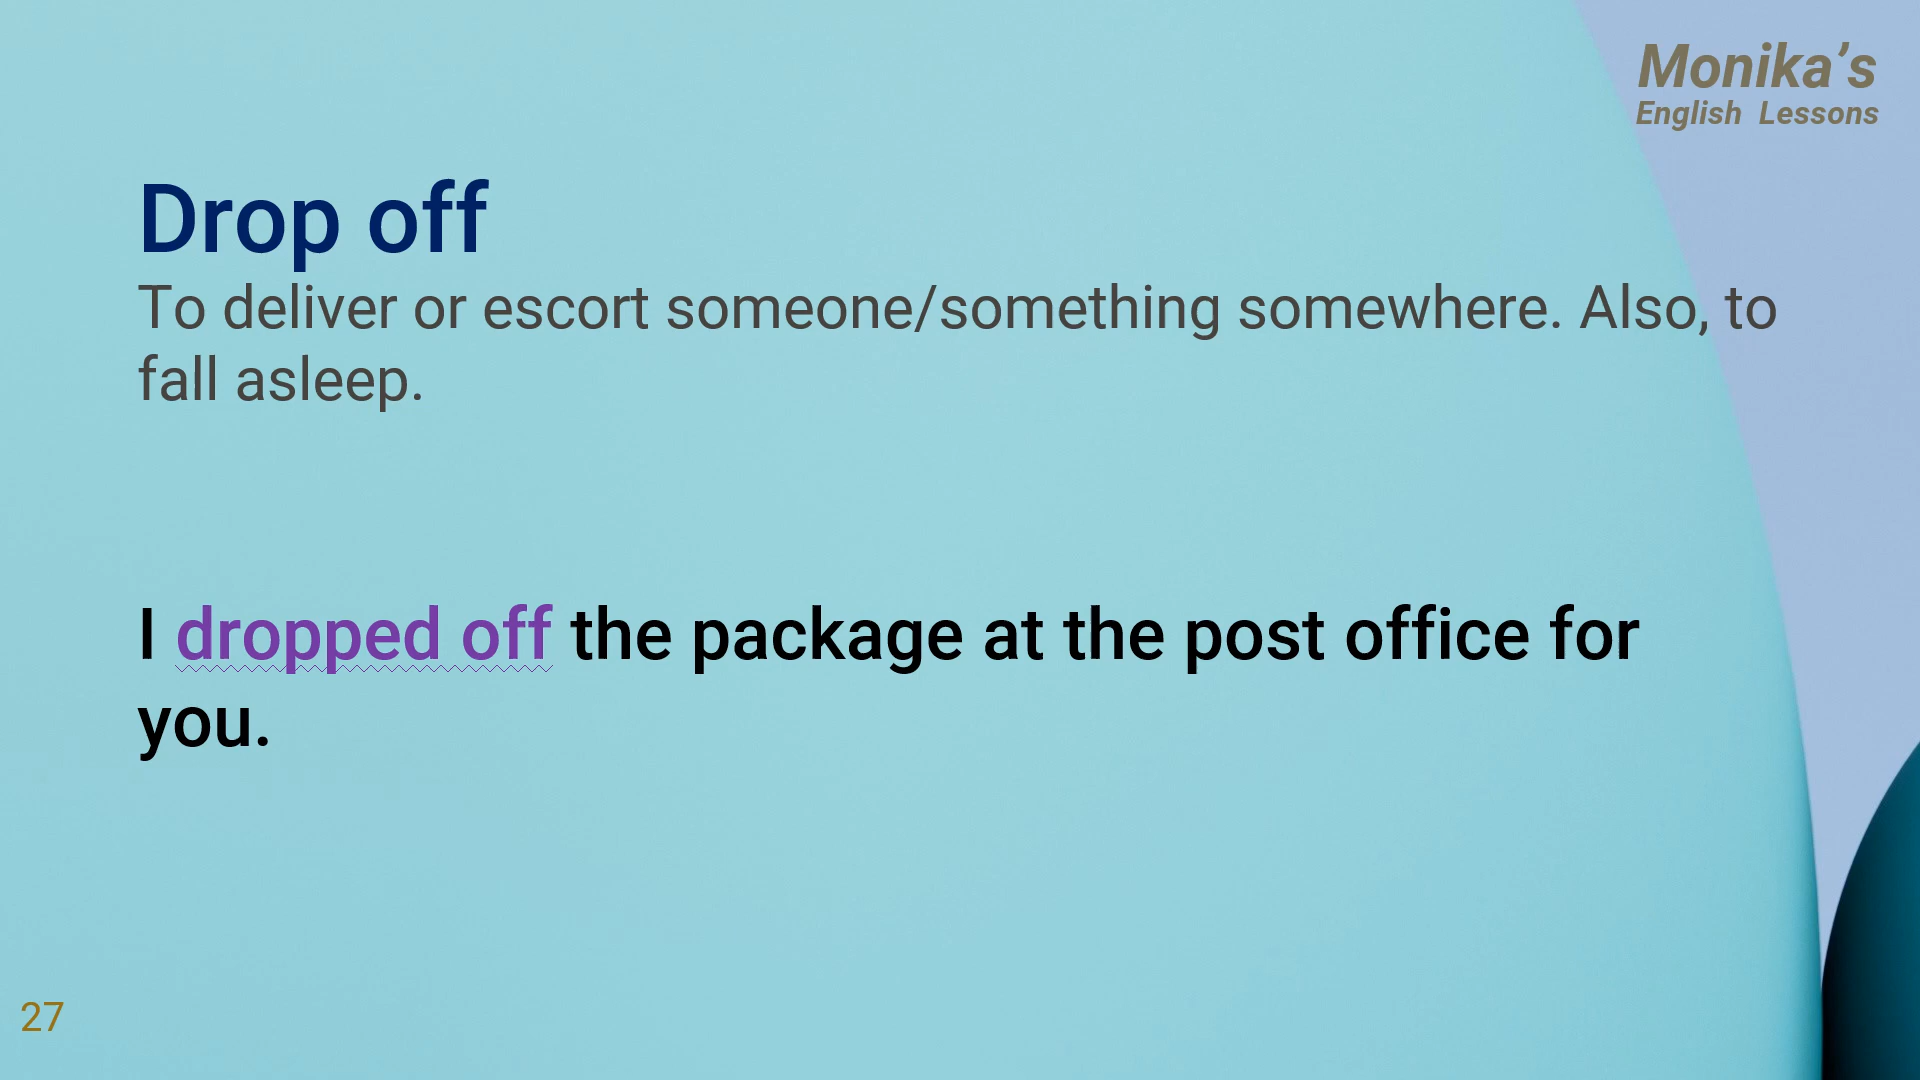 Monika’s
English Lessons
Drop off
To deliver or escort someone/something somewhere. Also, to
fall asleep.
I dropped off the package at the post office for
you.
27